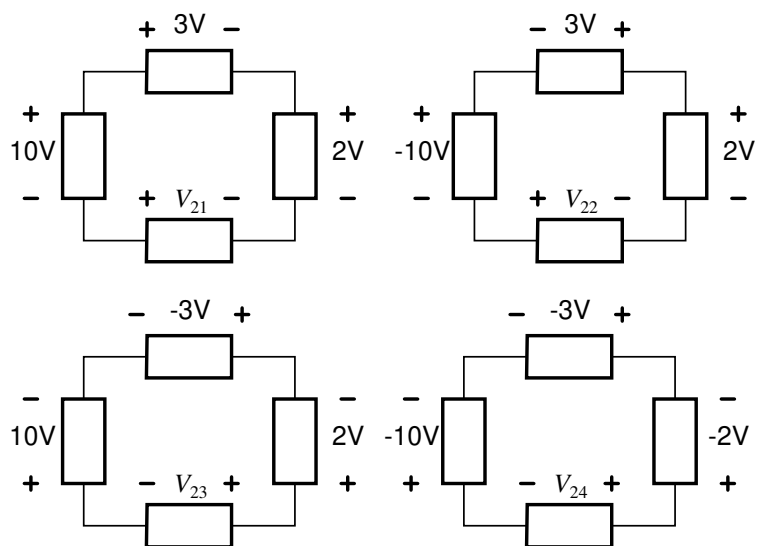 + 3V −
+ +
10V 2V
− + V21 − −
− 3V +
+ +
-10V 2V
− + V22 − −
− -3V +
− −
10V 2V
+ − V23 + +
− -3V +
− −
-10V -2V
+ − V24 + +